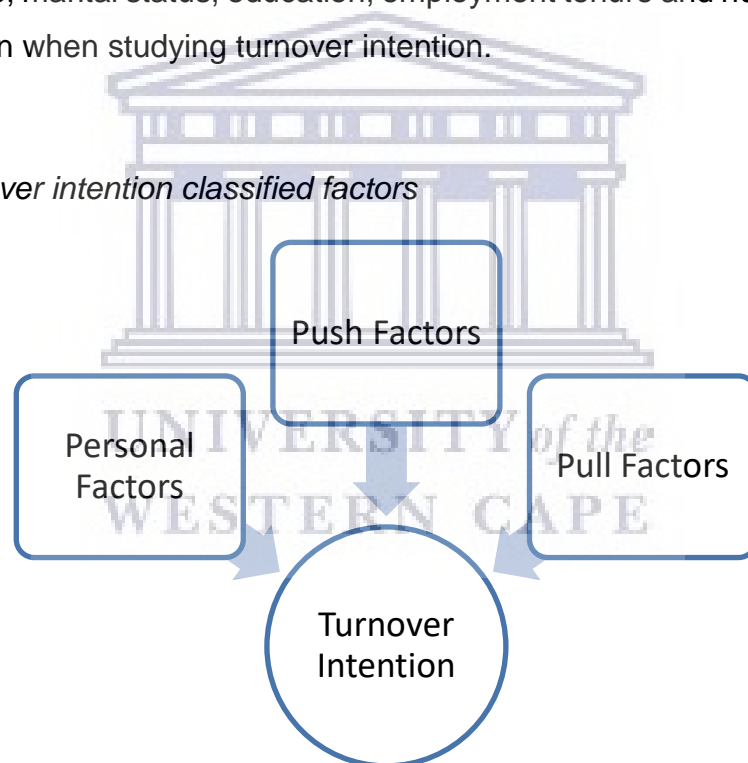 marital status, education, employment tenure and
n when studying turnover intention.
ver intention classified factors
Push Factors
Personal
Factors
Pull Factors
UNIVERSITY of the
WESTERN CAPE
Turnover
Intention